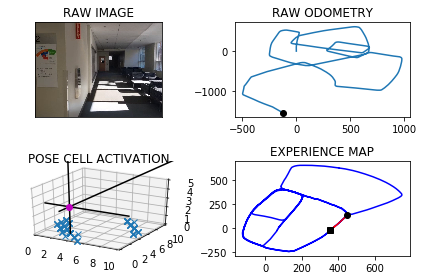 RAW IMAGE
RAW ODOMETRY
0
−1000
−500 0 500 1000
POSE CELL ACTIVATION
0 2 4 6 8 10
0 2 4 6 8 10
0 1 2 3 4 5
EXPERIENCE MAP
500
250
0
−250
0 200 400 600